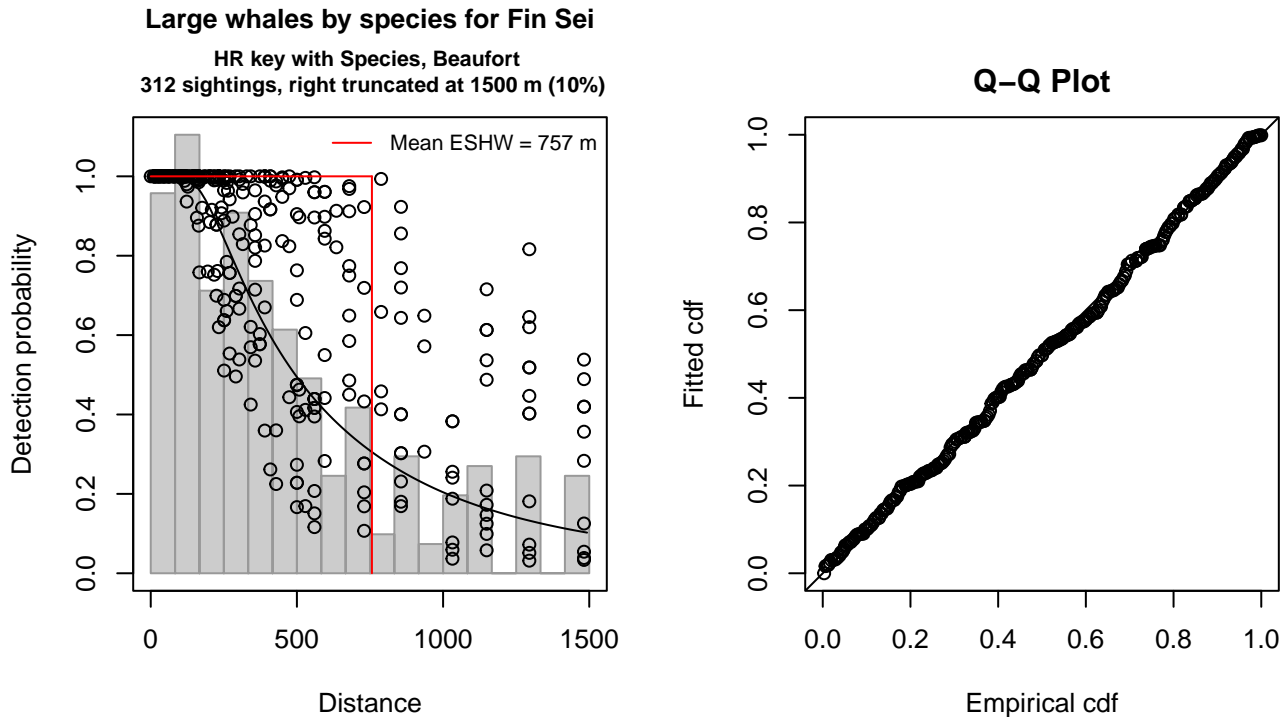 Large whales by species for Fin Sei
HR key with Species, Beaufort
312 sightings, right truncated at 1500 m (10%)
Mean ESHW = 757 m
Detection probability
0.0 0.2 0.4 0.6 0.8 1.0
0 500 1000 1500
Distance
Q−Q Plot
Fitted cdf
0.0 0.2 0.4 0.6 0.8 1.0
0.0 0.2 0.4 0.6 0.8 1.0
Empirical cdf